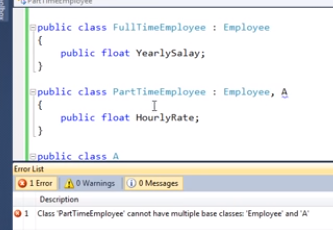 PartTimeEmployee
public class FullTimeEmployee : Employee
{
public float YearlySalay;
}
public class PartTimeEmployee : Employee, A
{
public float HourlyRate;
}
public class A
Error List
1 Error
0 Warnings
0 Messages
Description
1 Class 'PartTimeEmployee' cannot have multiple base classes: 'Employee' and 'A'